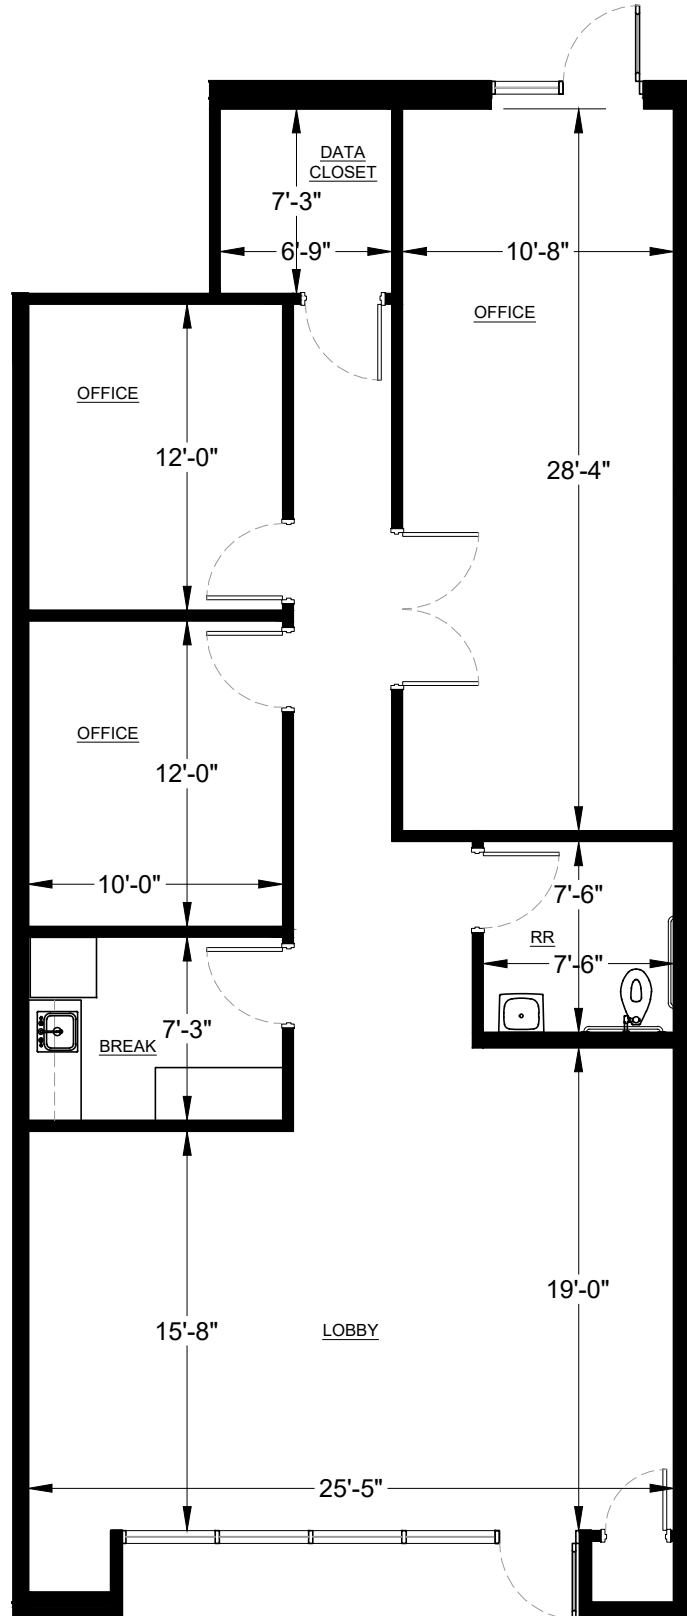 DATA
CLOSET
7'-3"
6'-9"
10'-8"
OFFICE
OFFICE
12'-0"
28'-4"
OFFICE
12'-0"
10'-0"
7'-6"
RR
7'-6"
7'-3"
BREAK
19'-0"
15'-8"
LOBBY
25'-5"